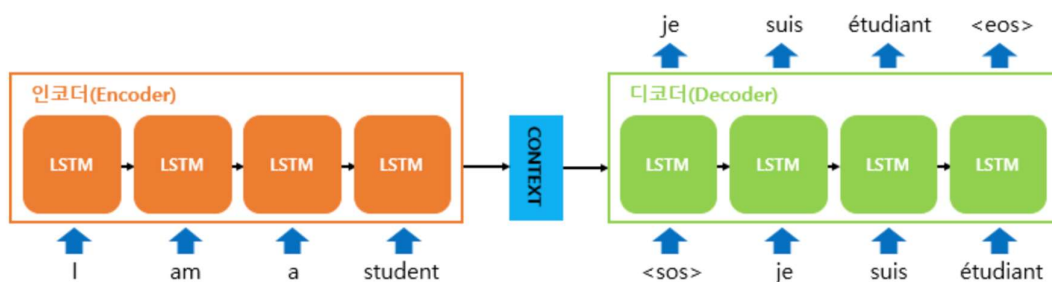 je suis étudiant <eos>
인코더(Encoder)
디코더(Decoder)
LSTM LSTM LSTM LSTM
CONTEXT
LSTM LSTM LSTM LSTM
I am a student
<sos> je suis étudiant